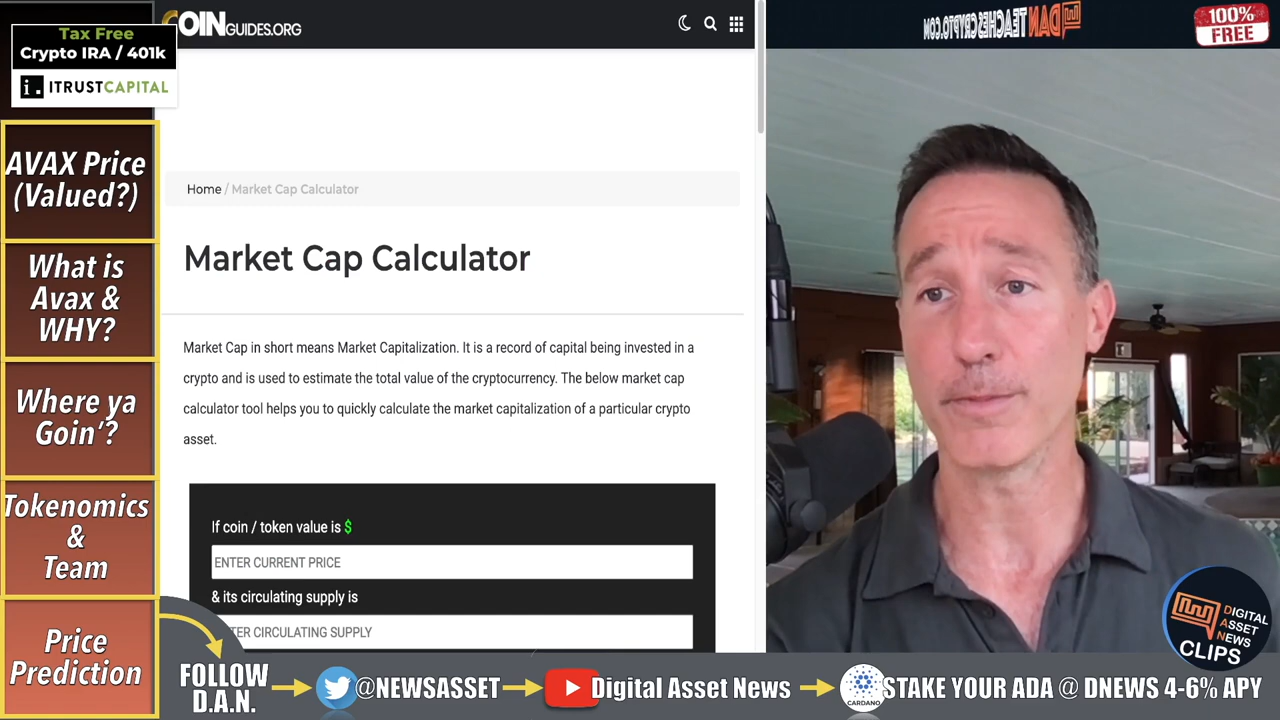 Tax Free
Crypto IRA / 401k
i. ITRUSTCAPITAL
COINGUIDES.ORG
DANTEACHESCRYPTO.COM
100%
FREE
AVAX Price
(Valued?)
What is
Avax &
WHY?
Where ya
Goin'?
Tokenomics
&
Team
Price
Prediction
Home / Market Cap Calculator
Market Cap Calculator
Market Cap in short means Market Capitalization. It is a record of capital being invested in a
crypto and is used to estimate the total value of the cryptocurrency. The below market cap
calculator tool helps you to quickly calculate the market capitalization of a particular crypto
asset.
If coin / token value is $
ENTER CURRENT PRICE
& its circulating supply is
TER CIRCULATING SUPPLY
DIGITAL
ASSET
NEWS
CLIPS
FOLLOW
D.A.N.
@NEWSASSET
Digital Asset News
CARDANO
STAKE YOUR ADA @ DNEWS 4-6% APY